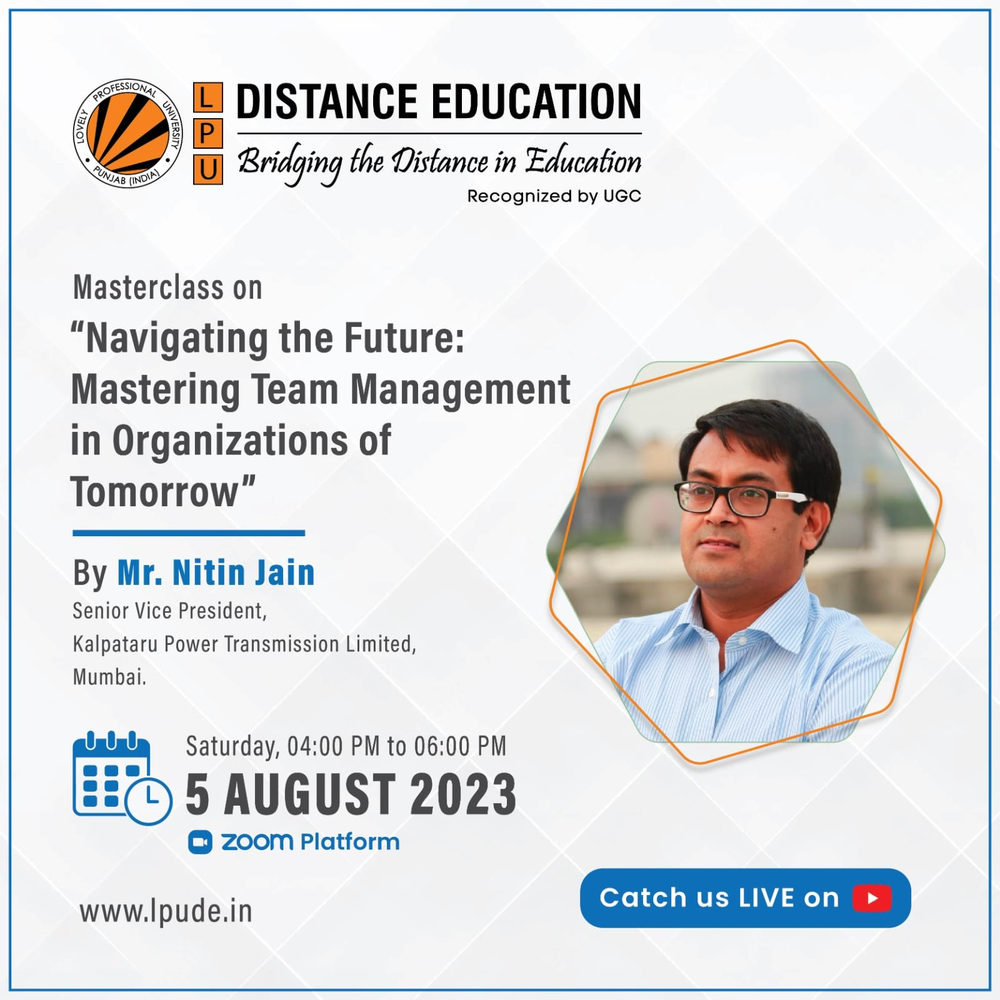 LOVELY PROFESSIONAL UNIVERSITY
PUNJAB (INDIA)
L
P
U
DISTANCE EDUCATION
Bridging the Distance in Education
Recognized by UGC
Masterclass on
“Navigating the Future:
Mastering Team Management
in Organizations of
Tomorrow”
By Mr. Nitin Jain
Senior Vice President,
Kalpataru Power Transmission Limited,
Mumbai.
Saturday, 04:00 PM to 06:00 PM
5 AUGUST 2023
zoom Platform
www.lpude.in
Catch us LIVE on